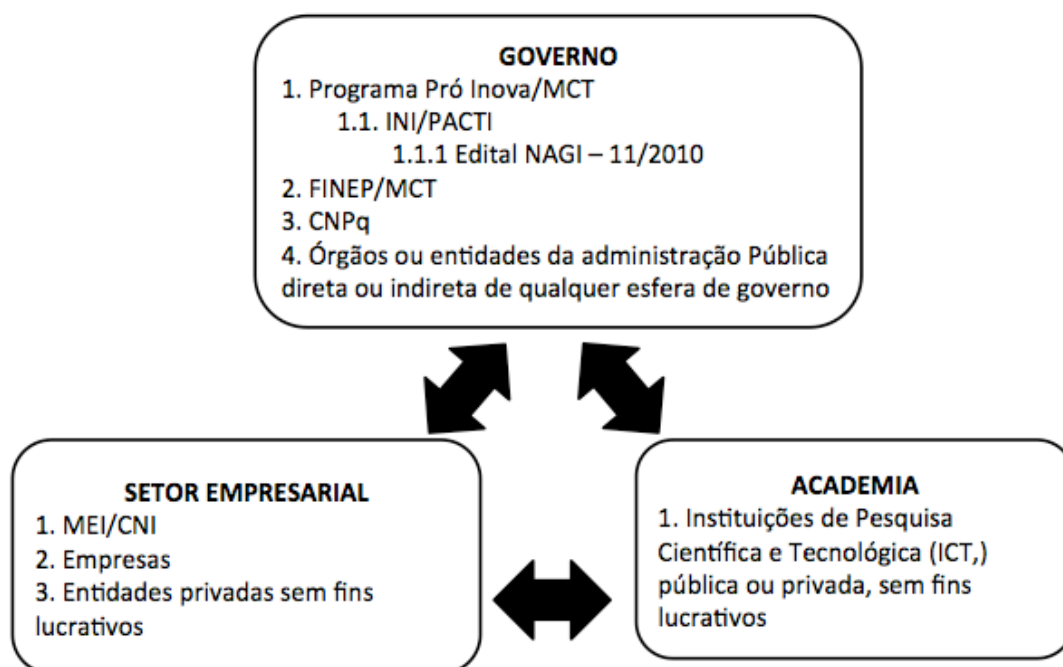 GOVERNO
1. Programa Pró Inova/MCT
1.1. INI/PACTI
1.1.1 Edital NAGI – 11/2010
2. FINEP/MCT
3. CNPq
4. Órgãos ou entidades da administração Pública
direta ou indireta de qualquer esfera de governo
SETOR EMPRESARIAL
1. MEI/CNI
2. Empresas
3. Entidades privadas sem fins
lucrativos
ACADEMIA
1. Instituições de Pesquisa
Científica e Tecnológica (ICT,)
pública ou privada, sem fins
lucrativos